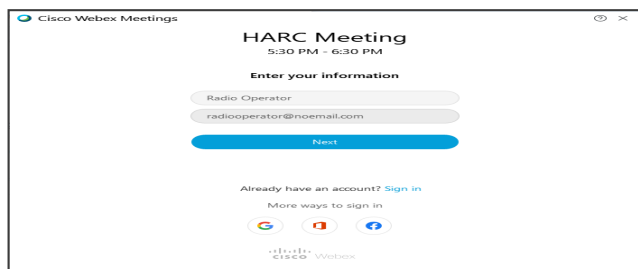 Cisco Webex Meetings
HARC Meeting
5:30 PM - 6:30 PM
Enter your information
Radio Operator
radiooperator@noemail.com
Next
Already have an account? Sign in
More ways to sign in
CISCO Webex